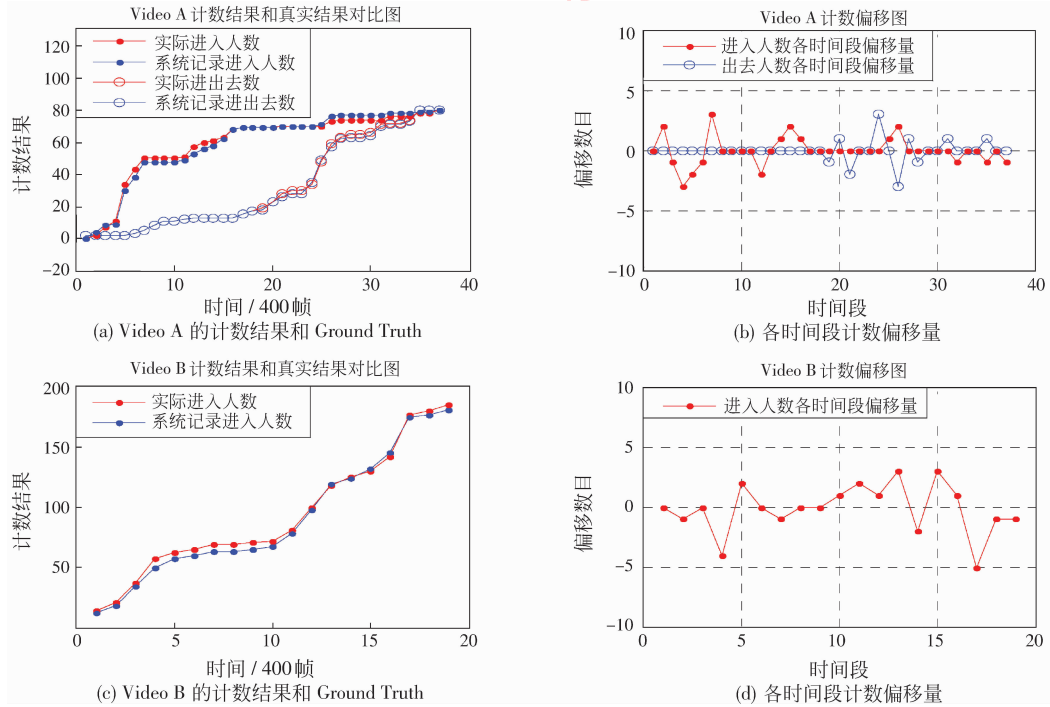 Video A 计数结果和真实结果对比图
120
100
80
60
40
20
0
-20
计数结果
实际进入人数
系统记录进入人数
实际进出去数
系统记录进出去数
0 10 20 30 40
时间 / 400 帧
(a) Video A 的计数结果和 Ground Truth
Video A 计数偏移图
10
5
0
-5
-10
偏移数目
进入人数各时间段偏移量
出去人数各时间段偏移量
0 10 20 30 40
时间段
(b) 各时间段计数偏移量
Video B 计数结果和真实结果对比图
200
150
100
50
计数结果
实际进入人数
系统记录进入人数
0 5 10 15 20
时间 / 400 帧
(c) Video B 的计数结果和 Ground Truth
Video B 计数偏移图
10
5
0
-5
-10
偏移数目
进入人数各时间段偏移量
0 5 10 15 20
时间段
(d) 各时间段计数偏移量